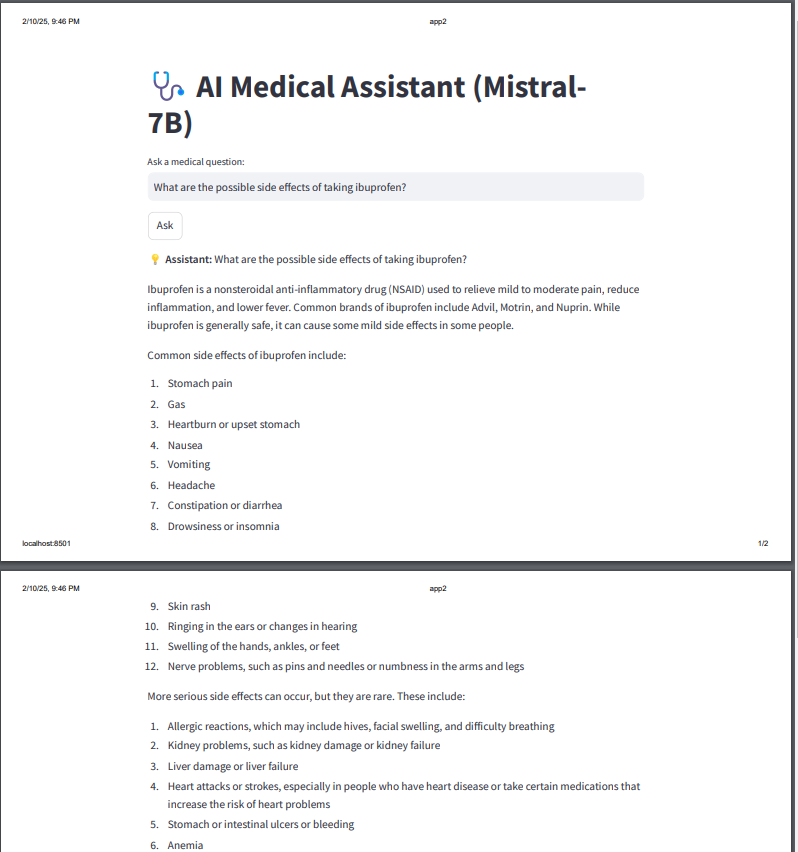 2/10/25, 9:46 PM app2
AI Medical Assistant (Mistral-
7B)
Ask a medical question:
What are the possible side effects of taking ibuprofen?
Ask
Assistant: What are the possible side effects of taking ibuprofen?
Ibuprofen is a nonsteroidal anti-inflammatory drug (NSAID) used to relieve mild to moderate pain, reduce
inflammation, and lower fever. Common brands of ibuprofen include Advil, Motrin, and Nuprin. While
ibuprofen is generally safe, it can cause some mild side effects in some people.
Common side effects of ibuprofen include:
1. Stomach pain
2. Gas
3. Heartburn or upset stomach
4. Nausea
5. Vomiting
6. Headache
7. Constipation or diarrhea
8. Drowsiness or insomnia
localhost:8501 1/2
2/10/25, 9:46 PM app2
9. Skin rash
10. Ringing in the ears or changes in hearing
11. Swelling of the hands, ankles, or feet
12. Nerve problems, such as pins and needles or numbness in the arms and legs
More serious side effects can occur, but they are rare. These include:
1. Allergic reactions, which may include hives, facial swelling, and difficulty breathing
2. Kidney problems, such as kidney damage or kidney failure
3. Liver damage or liver failure
4. Heart attacks or strokes, especially in people who have heart disease or take certain medications that
increase the risk of heart problems
5. Stomach or intestinal ulcers or bleeding
6. Anemia